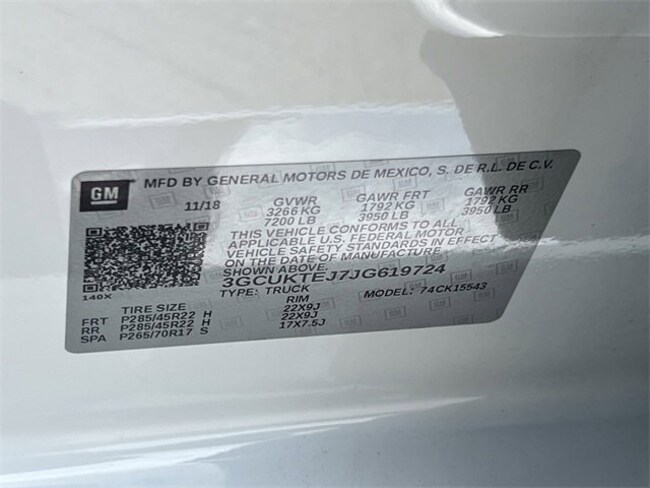 GM
MFD BY GENERAL MOTORS DE MEXICO, S. DE R.L. DE C.V.
11/18 GVWR GAWR FRT GAWR RR
3266 KG 1792 KG 1792 KG
7200 LB 3950 LB 3950 LB
THIS VEHICLE CONFORMS TO ALL
APPLICABLE U.S. FEDERAL MOTOR
VEHICLE SAFETY STANDARDS IN EFFECT
ON THE DATE OF MANUFACTURE
SHOWN ABOVE.
3GCUKTEJ7JG619724
TYPE: TRUCK MODEL: 74CK15543
140X
TIRE SIZE RIM
FRT P285/45R22 H 22X9J
RR P285/45R22 H 22X9J
SPA P265/70R17 S 17X7.5J